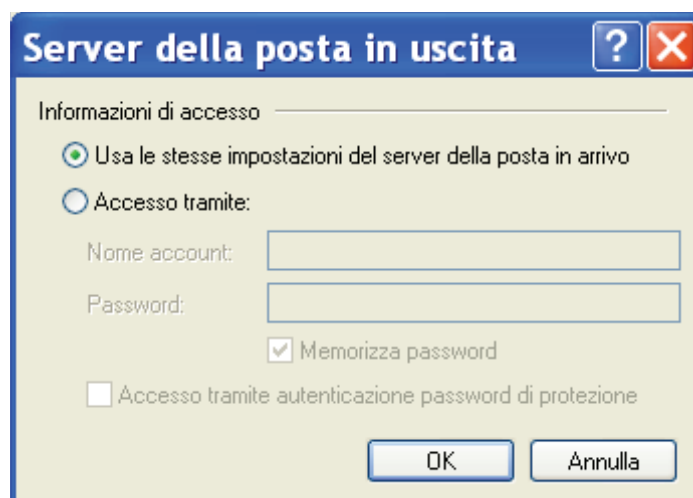 Server della posta in uscita
Informazioni di accesso
Usa le stesse impostazioni del server della posta in arrivo
Accesso tramite:
Nome account:
Password:
Memorizza password
Accesso tramite autenticazione password di protezione
OK Annulla